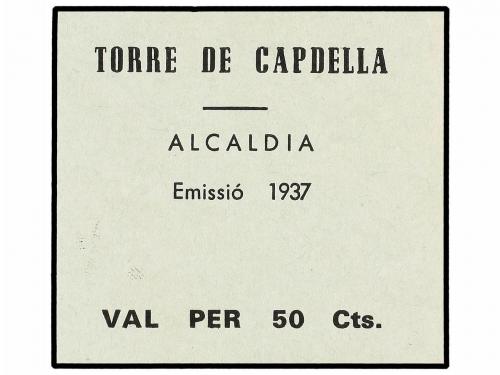 TORRE DE CAPDELLA
ALCALDIA
Emissió 1937
VAL PER 50 Cts.